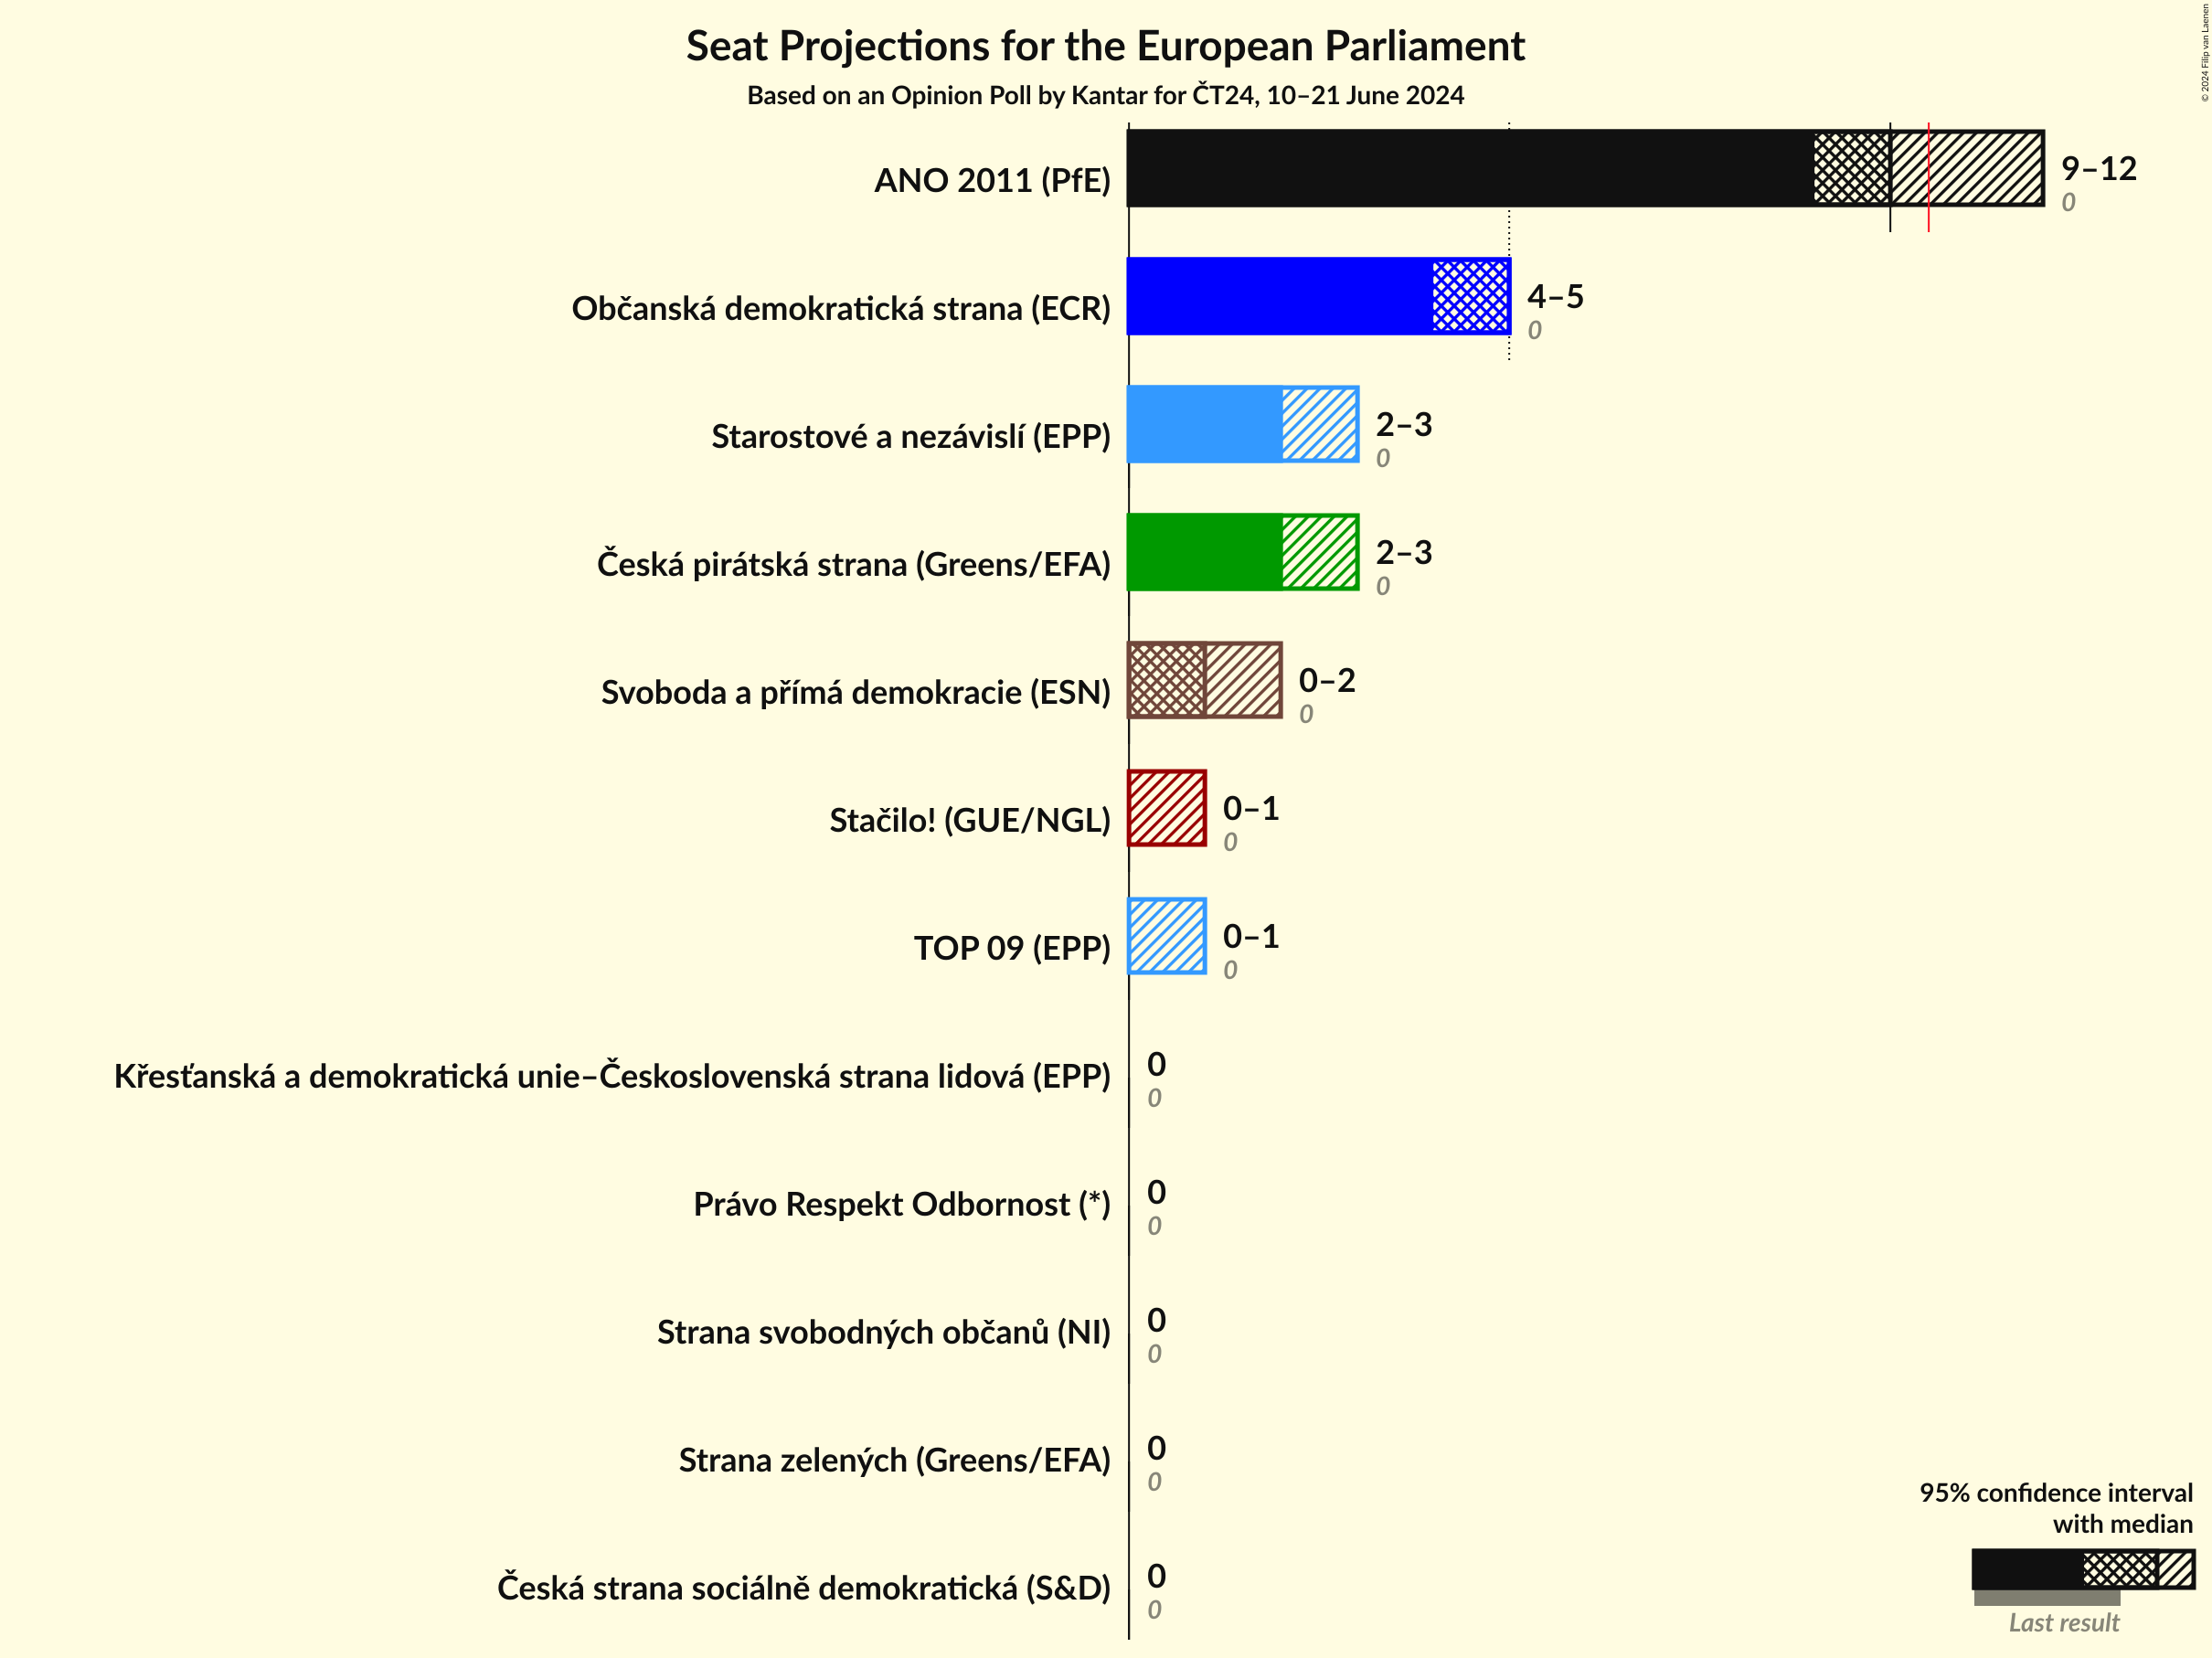 Seat Projections for the European Parliament
Based on an Opinion Poll by Kantar for ČT24, 10–21 June 2024
© 2024 Filip van Laenen
ANO 2011 (PfE)
9–12
0
Občanská demokratická strana (ECR)
4–5
0
Starostové a nezávislí (EPP)
2–3
0
Česká pirátská strana (Greens/EFA)
2–3
0
Svoboda a přímá demokracie (ESN)
0–2
0
Stačilo! (GUE/NGL)
0–1
0
TOP 09 (EPP)
0–1
0
Křesťanská a demokratická unie–Československá strana lidová (EPP)
0
0
Právo Respekt Odbornost (*)
0
0
Strana svobodných občanů (NI)
0
0
Strana zelených (Greens/EFA)
0
0
Česká strana sociálně demokratická (S&D)
0
0
95% confidence interval
with median
Last result